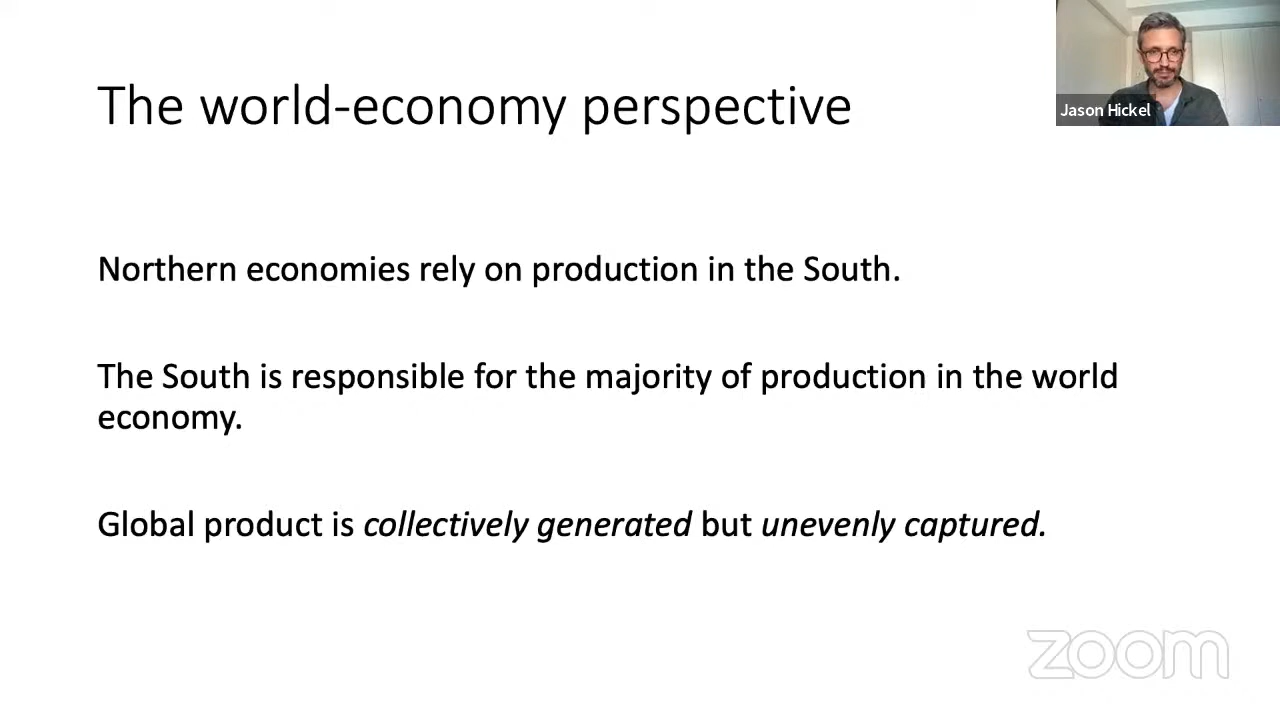 The world-economy perspective
Jason Hickel
Northern economies rely on production in the South.
The South is responsible for the majority of production in the world
economy.
Global product is collectively generated but unevenly captured.
zoom